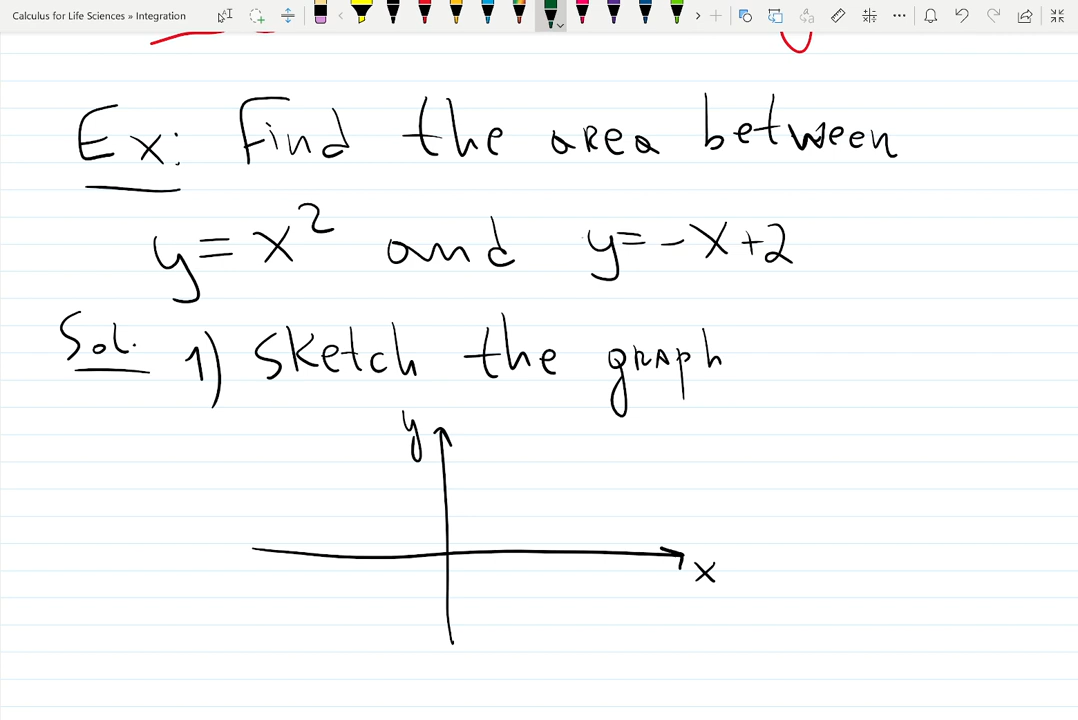 Calculus for Life Sciences » Integration
Ex: Find the area between
y = x² and y = -x+2
Sol. 1) Sketch the graph
y
x